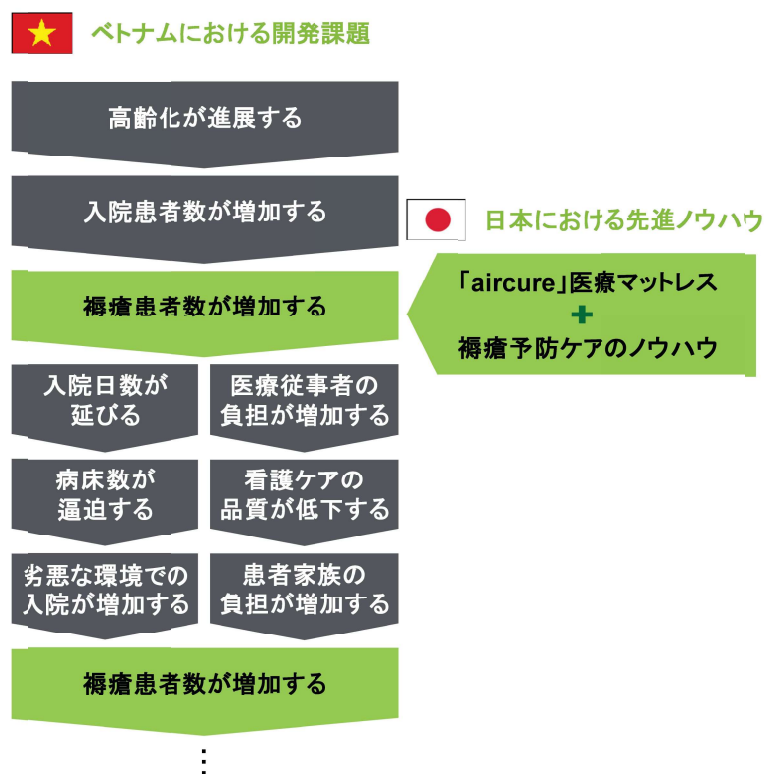 ベトナムにおける開発課題
高齢化が進展する
入院患者数が増加する
日本における先進ノウハウ
褥瘡患者数が増加する
「aircure」医療マットレス
+
褥瘡予防ケアのノウハウ
入院日数が
延びる
医療従事者の
負担が増加する
病床数が
逼迫する
看護ケアの
品質が低下する
劣悪な環境での
入院が増加する
患者家族の
負担が増加する
褥瘡患者数が増加する
⋮